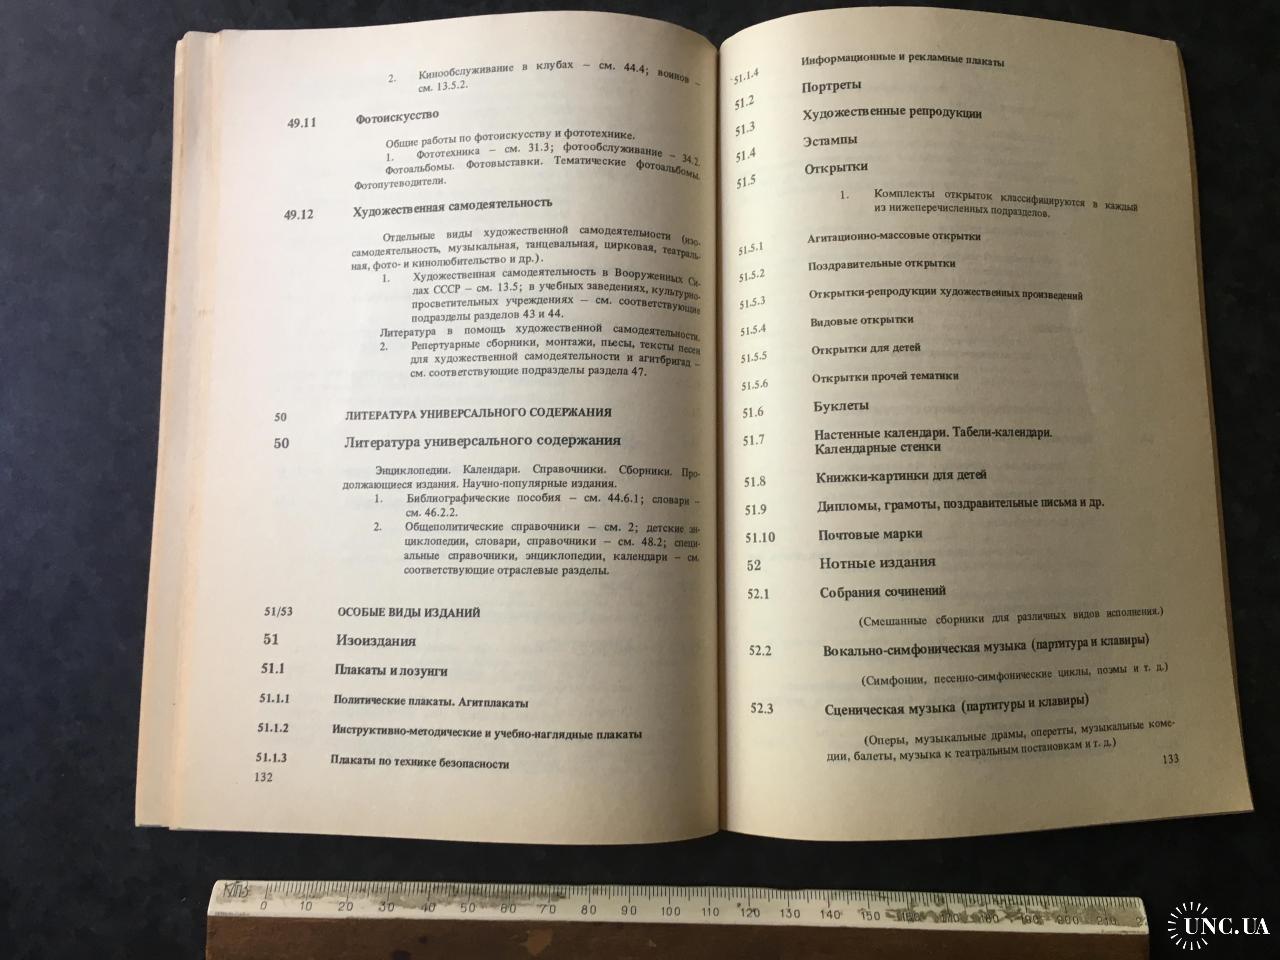 2. Кинообслуживание в клубах – см. 44.4; воинов –
см. 13.5.2.
49.11 Фотоискусство
Общие работы по фотоискусству и фототехнике.
1. Фототехника – см. 31.3; фотообслуживание – 34.2.
Фотоальбомы. Фотовыставки. Тематические фотоальбомы.
Фотопутеводители.
49.12 Художественная самодеятельность
Отдельные виды художественной самодеятельности (изо-
самодеятельность, музыкальная, танцевальная, цирковая, театраль-
ная, фото- и кинолюбительство и др.).
1. Художественная самодеятельность в Вооруженных Си-
лах СССР – см. 13.5; в учебных заведениях, культурно-
просветительных учреждениях – см. соответствующие
подразделы разделов 43 и 44.
Литература в помощь художественной самодеятельности.
2. Репертуарные сборники, монтажи, пьесы, тексты песен
для художественной самодеятельности и агитбригад –
см. соответствующие подразделы раздела 47.
50 ЛИТЕРАТУРА УНИВЕРСАЛЬНОГО СОДЕРЖАНИЯ
50 Литература универсального содержания
Энциклопедии. Календари. Справочники. Сборники. Про-
должающиеся издания. Научно-популярные издания.
1. Библиографические пособия – см. 44.6.1; словари –
см. 46.2.2.
2. Общеполитические справочники – см. 2; детские эн-
циклопедии, словари, справочники – см. 48.2; специ-
альные справочники, энциклопедии, календари – см.
соответствующие отраслевые разделы.
51/53 ОСОБЫЕ ВИДЫ ИЗДАНИЙ
51 Изоиздания
51.1 Плакаты и лозунги
51.1.1 Политические плакаты. Агитплакаты
51.1.2 Инструктивно-методические и учебно-наглядные плакаты
51.1.3 Плакаты по технике безопасности
132
51.1.4 Информационные и рекламные плакаты
51.2 Портреты
51.3 Художественные репродукции
51.4 Эстампы
51.5 Открытки
1. Комплекты открыток классифицируются в каждый
из нижеперечисленных подразделов.
51.5.1 Агитационно-массовые открытки
51.5.2 Поздравительные открытки
51.5.3 Открытки-репродукции художественных произведений
51.5.4 Видовые открытки
51.5.5 Открытки для детей
51.5.6 Открытки прочей тематики
51.6 Буклеты
51.7 Настенные календари. Табели-календари.
Календарные стенки
51.8 Книжки-картинки для детей
51.9 Дипломы, грамоты, поздравительные письма и др.
51.10 Почтовые марки
52 Нотные издания
52.1 Собрания сочинений
(Смешанные сборники для различных видов исполнения.)
52.2 Вокально-симфоническая музыка (партитура и клавиры)
(Симфонии, песенно-симфонические циклы, поэмы и т. д.)
52.3 Сценическая музыка (партитуры и клавиры)
(Оперы, музыкальные драмы, оперетты, музыкальные коме-
дии, балеты, музыка к театральным постановкам и т. д.)
133
0 10 20 30 40 50 60 70 80 90 100 110 120 130 140 150 160 170 180 190 200 210
UNC.UA